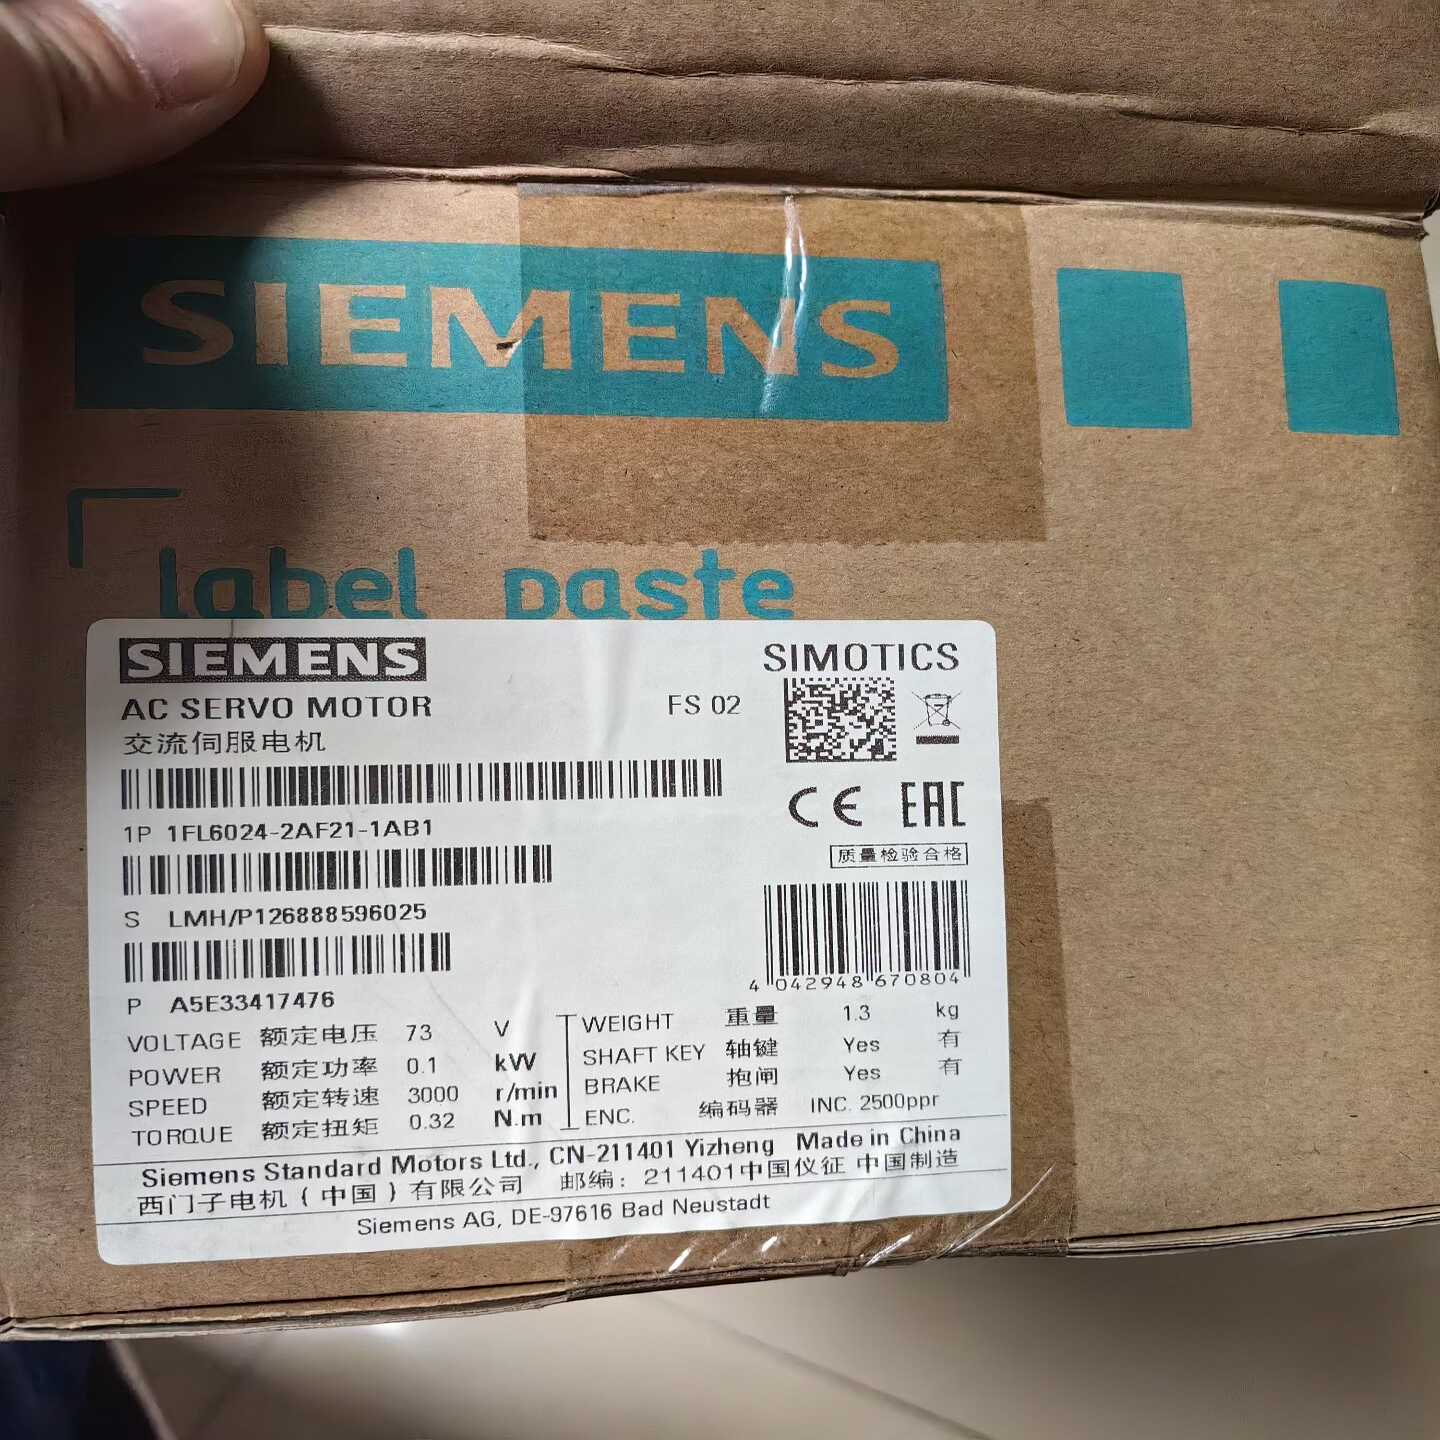 SIEMENS
label paste
SIEMENS
SIMOTICS
AC SERVO MOTOR
FS 02
交流伺服电机
1P 1FL6024-2AF21-1AB1
CE EAC
质量检验合格
S LMH/P126888596025
4 042948 670804
P A5E33417476
VOLTAGE 额定电压 73 V
POWER 额定功率 0.1 kW
SPEED 额定转速 3000 r/min
TORQUE 额定扭矩 0.32 N.m
WEIGHT 重量 1.3 kg
SHAFT KEY 轴键 Yes 有
BRAKE 抱闸 Yes 有
ENC. 编码器 INC. 2500ppr
Siemens Standard Motors Ltd., CN-211401 Yizheng Made in China
西门子电机(中国)有限公司 邮编: 211401中国仪征 中国制造
Siemens AG, DE-97616 Bad Neustadt